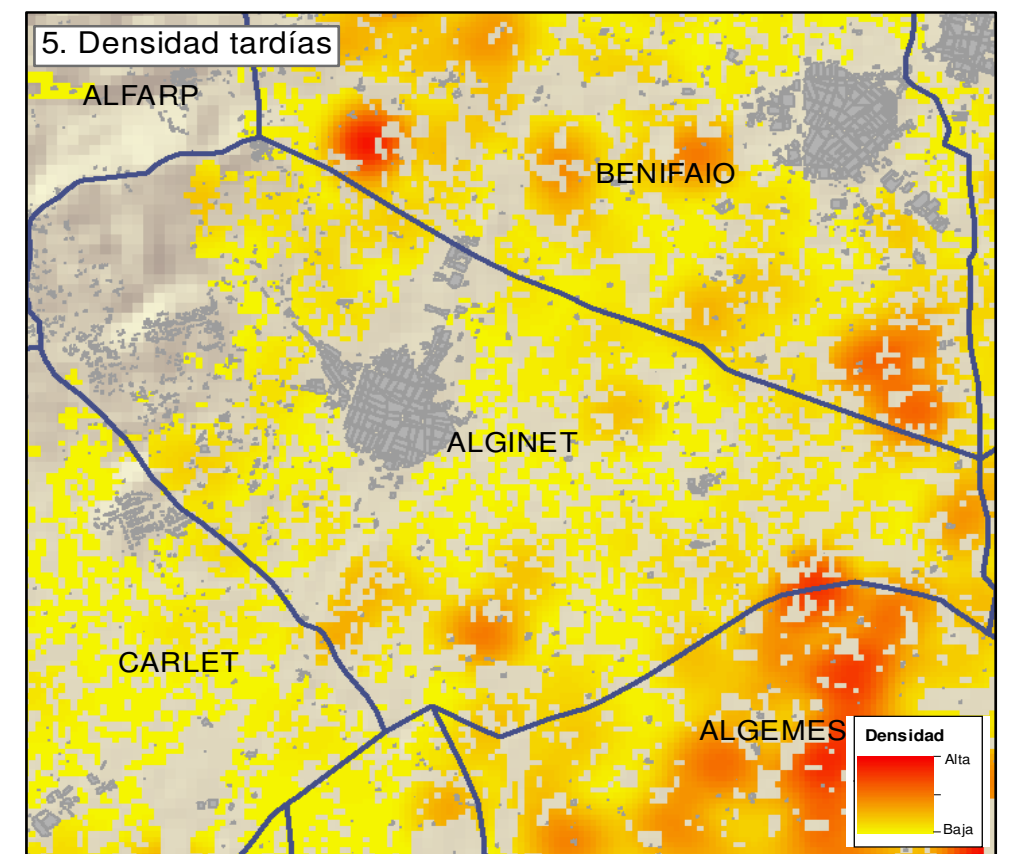 5. Densidad tardías
ALFARP
BENIFAIO
ALGINET
CARLET
ALGEMES
Densidad
Alta
Baja